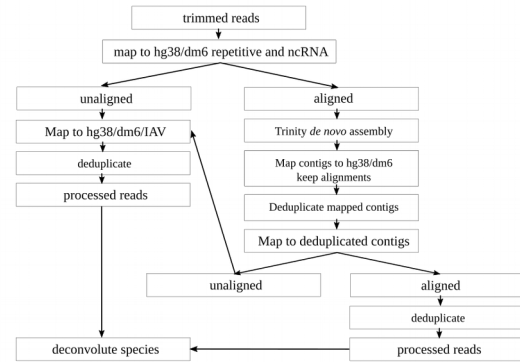 trimmed reads
map to hg38/dm6 repetitive and ncRNA
unaligned
aligned
Map to hg38/dm6/IAV
Trinity de novo assembly
deduplicate
Map contigs to hg38/dm6
keep alignments
processed reads
Deduplicate mapped contigs
Map to deduplicated contigs
unaligned
aligned
deduplicate
deconvolute species
processed reads